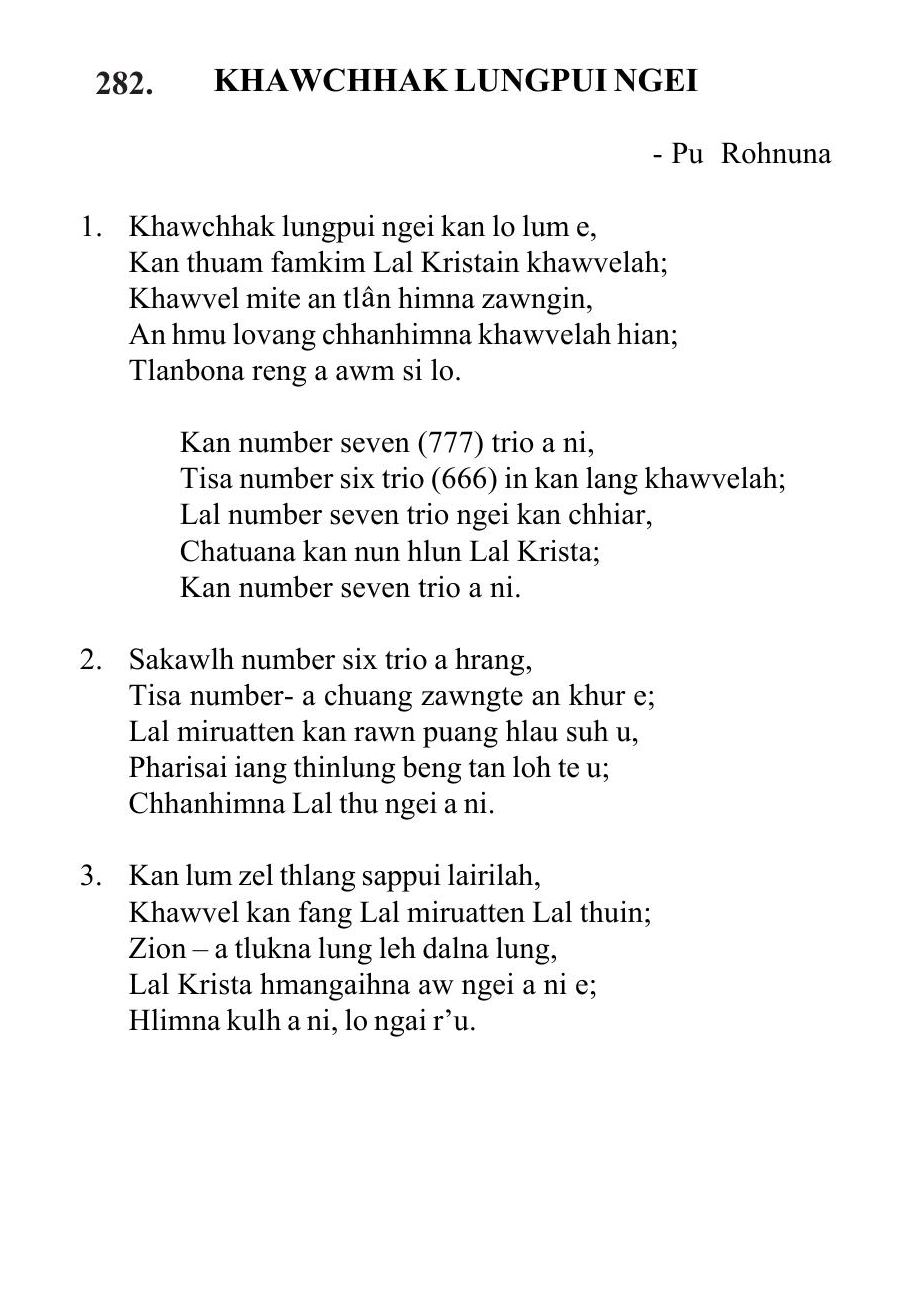 282. KHAWCHHAK LUNGPUI NGEI
- Pu Rohnuna
1. Khawchhak lungpui ngei kan lo lum e,
Kan thuam famkim Lal Kristain khawvelah;
Khawvel mite an tlân himna zawngin,
An hmu lovang chhanhimna khawvelah hian;
Tlanbona reng a awm si lo.
Kan number seven (777) trio a ni,
Tisa number six trio (666) in kan lang khawvelah;
Lal number seven trio ngei kan chhiar,
Chatuana kan nun hlun Lal Krista;
Kan number seven trio a ni.
2. Sakawlh number six trio a hrang,
Tisa number- a chuang zawngte an khur e;
Lal miruatten kan rawn puang hlau suh u,
Pharisai iang thinlung beng tan loh te u;
Chhanhimna Lal thu ngei a ni.
3. Kan lum zel thlang sappui lairilah,
Khawvel kan fang Lal miruatten Lal thuin;
Zion – a tlukna lung leh dalna lung,
Lal Krista hmangaihna aw ngei a ni e;
Hlimna kulh a ni, lo ngai r’u.